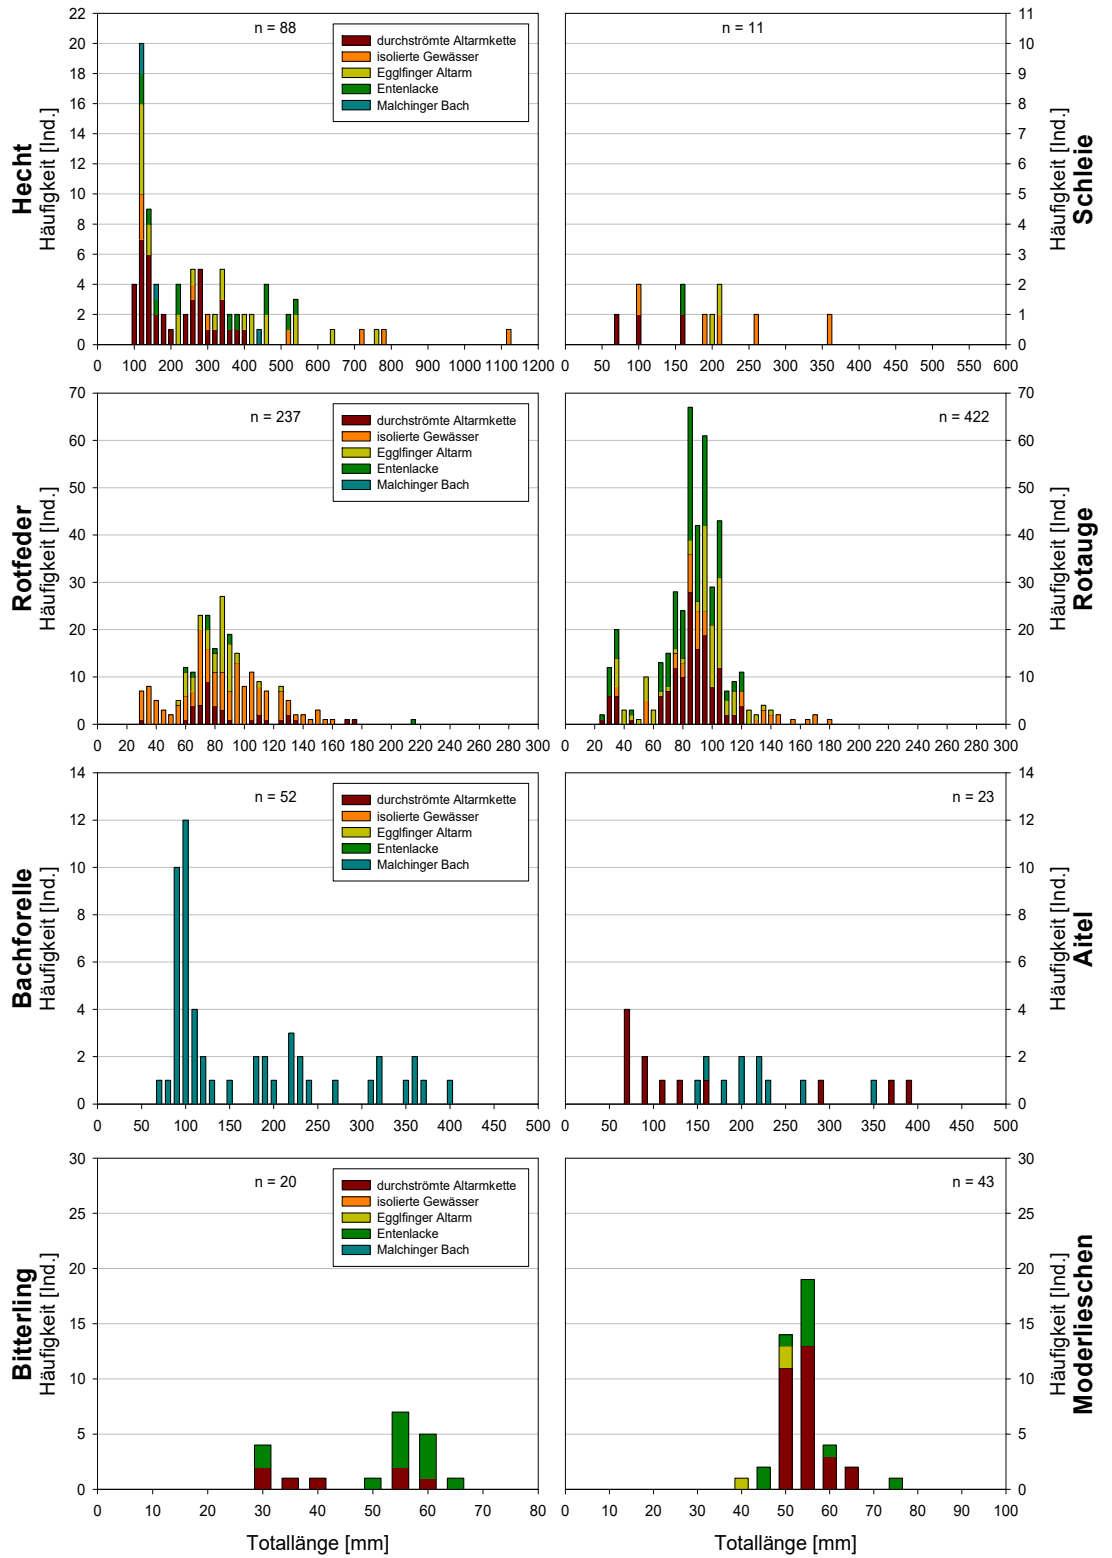 Hecht
Häufigkeit [Ind.]
22
20
18
16
14
12
10
8
6
4
2
0
n = 88
durchströmte Altarmkette
isolierte Gewässer
Egglfinger Altarm
Entenlacke
Malchinger Bach
0 100 200 300 400 500 600 700 800 900 1000 1100 1200
n = 11
11
10
9
8
7
6
5
4
3
2
1
0
Häufigkeit [Ind.]
Schleie
0 50 100 150 200 250 300 350 400 450 500 550 600
Rotfeder
Häufigkeit [Ind.]
70
60
50
40
30
20
10
0
n = 237
durchströmte Altarmkette
isolierte Gewässer
Egglfinger Altarm
Entenlacke
Malchinger Bach
0 20 40 60 80 100 120 140 160 180 200 220 240 260 280 300
n = 422
70
60
50
40
30
20
10
0
Häufigkeit [Ind.]
Rotauge
0 20 40 60 80 100 120 140 160 180 200 220 240 260 280 300
Bachforelle
Häufigkeit [Ind.]
14
12
10
8
6
4
2
0
n = 52
durchströmte Altarmkette
isolierte Gewässer
Egglfinger Altarm
Entenlacke
Malchinger Bach
0 50 100 150 200 250 300 350 400 450 500
n = 23
14
12
10
8
6
4
2
0
Häufigkeit [Ind.]
Aitel
0 50 100 150 200 250 300 350 400 450 500
Bitterling
Häufigkeit [Ind.]
30
25
20
15
10
5
0
n = 20
durchströmte Altarmkette
isolierte Gewässer
Egglfinger Altarm
Entenlacke
Malchinger Bach
0 10 20 30 40 50 60 70 80
Totallänge [mm]
n = 43
30
25
20
15
10
5
0
Häufigkeit [Ind.]
Moderlieschen
0 10 20 30 40 50 60 70 80 90 100
Totallänge [mm]